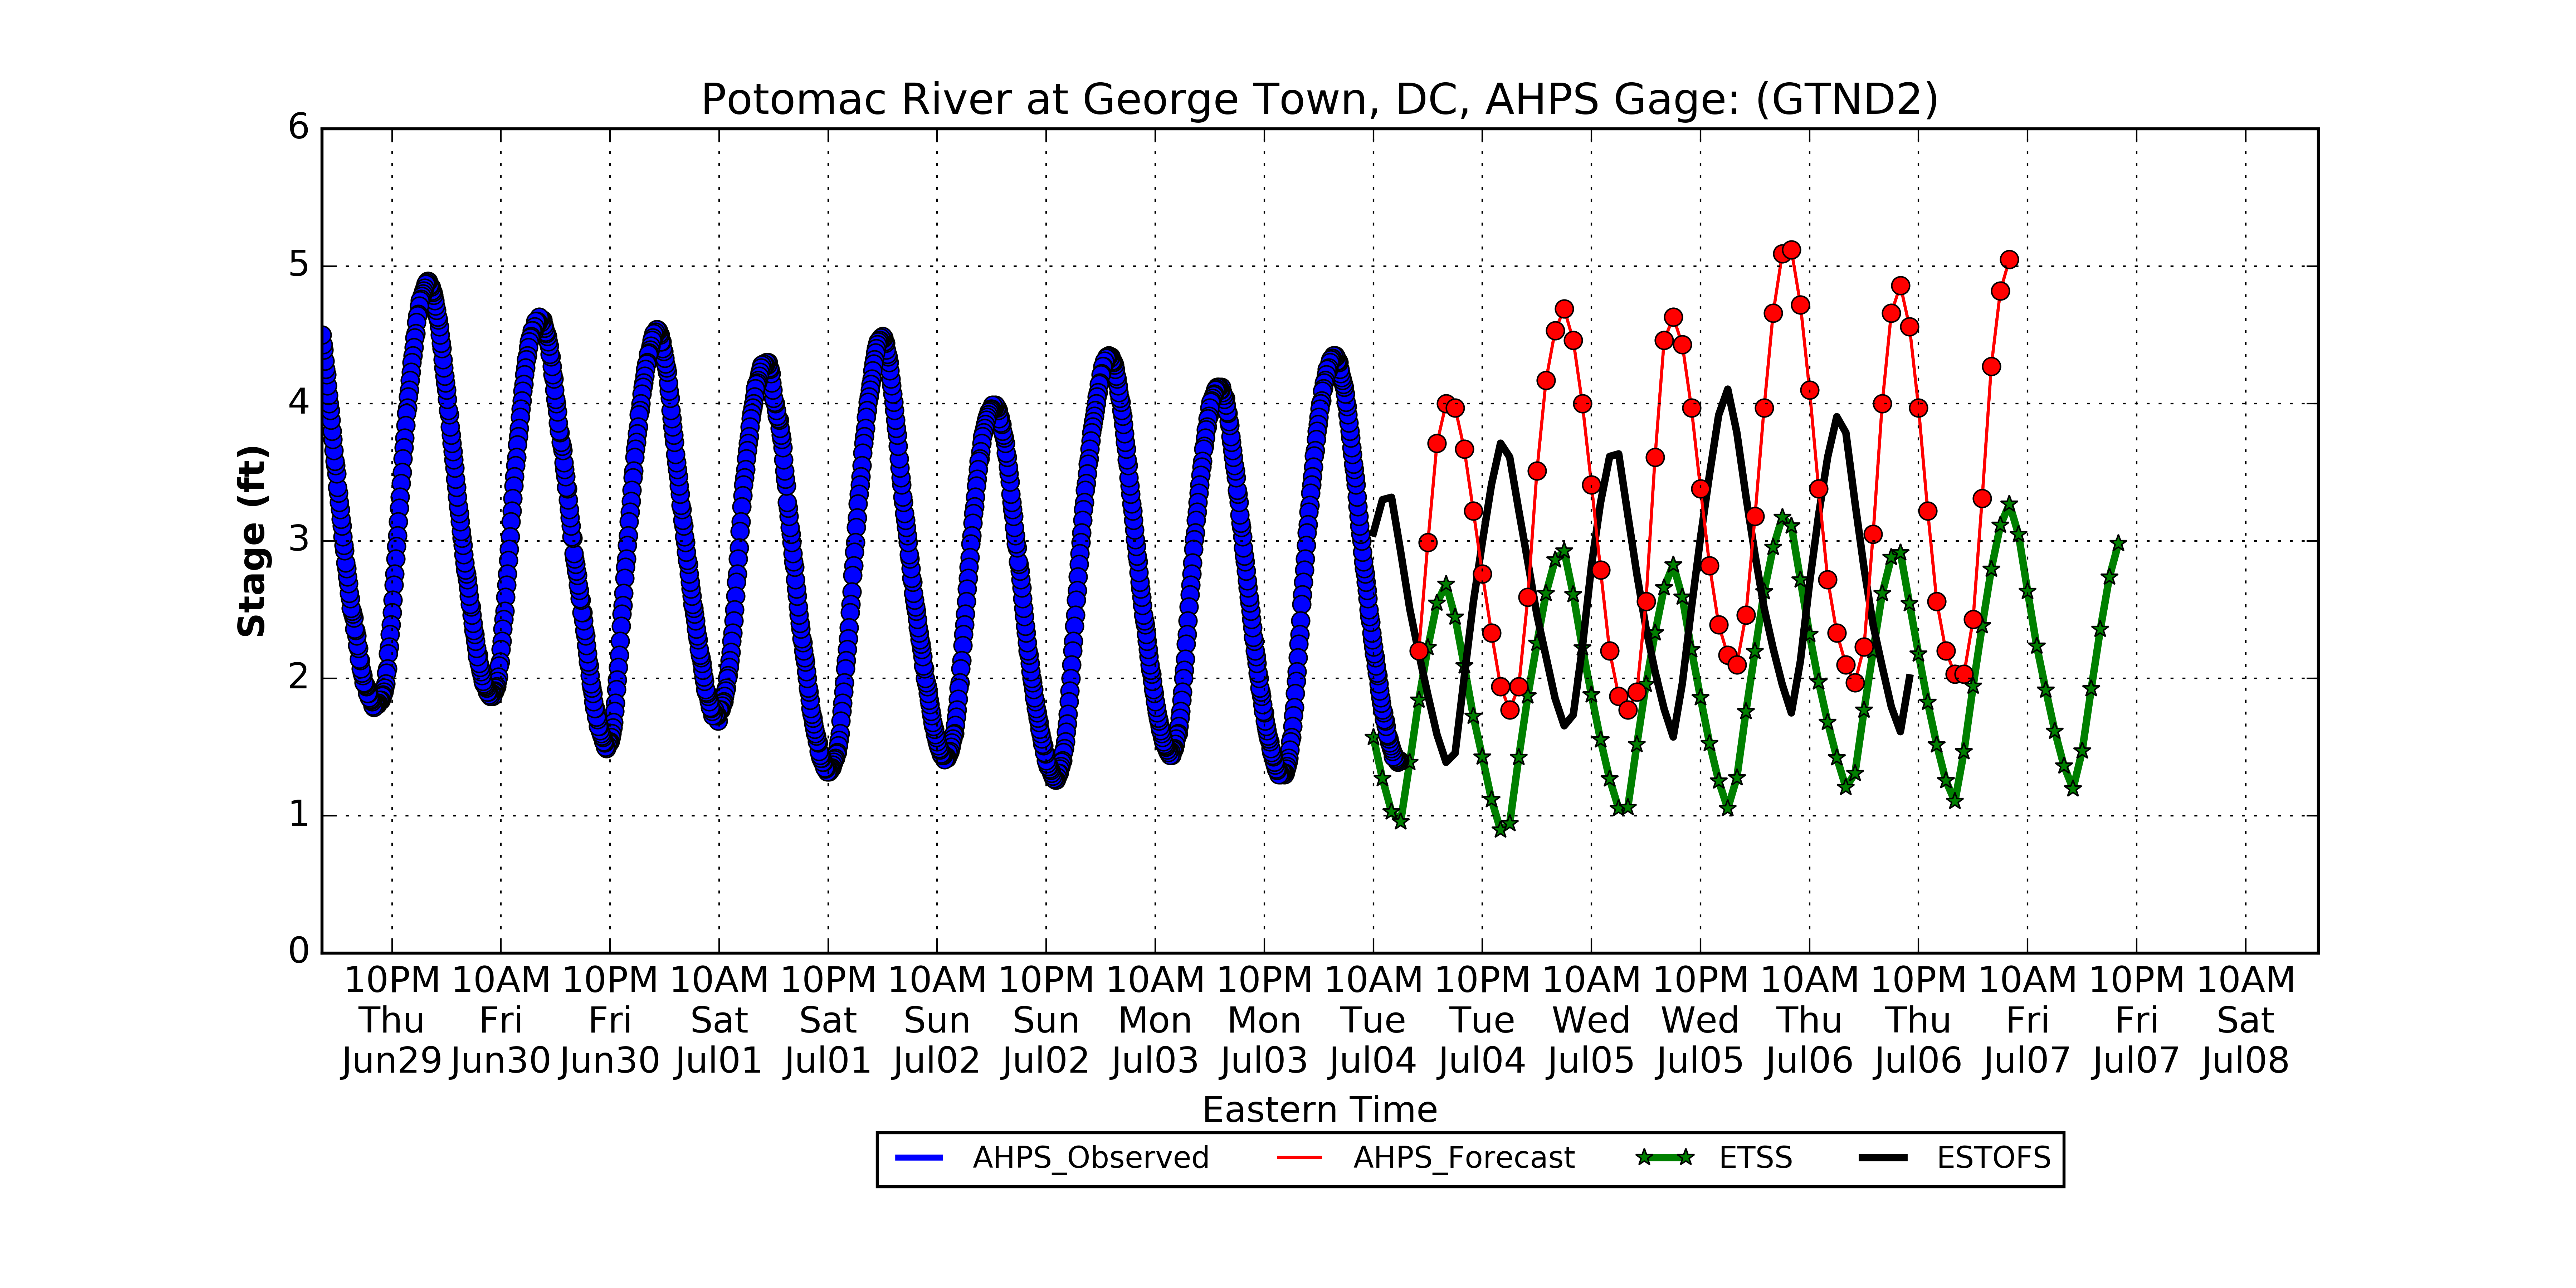 Potomac River at George Town, DC, AHPS Gage: (GTND2)
6
5
4
3
2
1
0
Stage (ft)
10PM 10AM 10PM 10AM 10PM 10AM 10PM 10AM 10PM 10AM 10PM 10AM 10PM 10AM 10PM 10AM 10PM 10AM
Thu Fri Fri Sat Sat Sun Sun Mon Mon Tue Tue Wed Wed Thu Thu Fri Fri Sat
Jun29 Jun30 Jun30 Jul01 Jul01 Jul02 Jul02 Jul03 Jul03 Jul04 Jul04 Jul05 Jul05 Jul06 Jul06 Jul07 Jul07 Jul08
Eastern Time
AHPS_Observed AHPS_Forecast ETSS ESTOFS